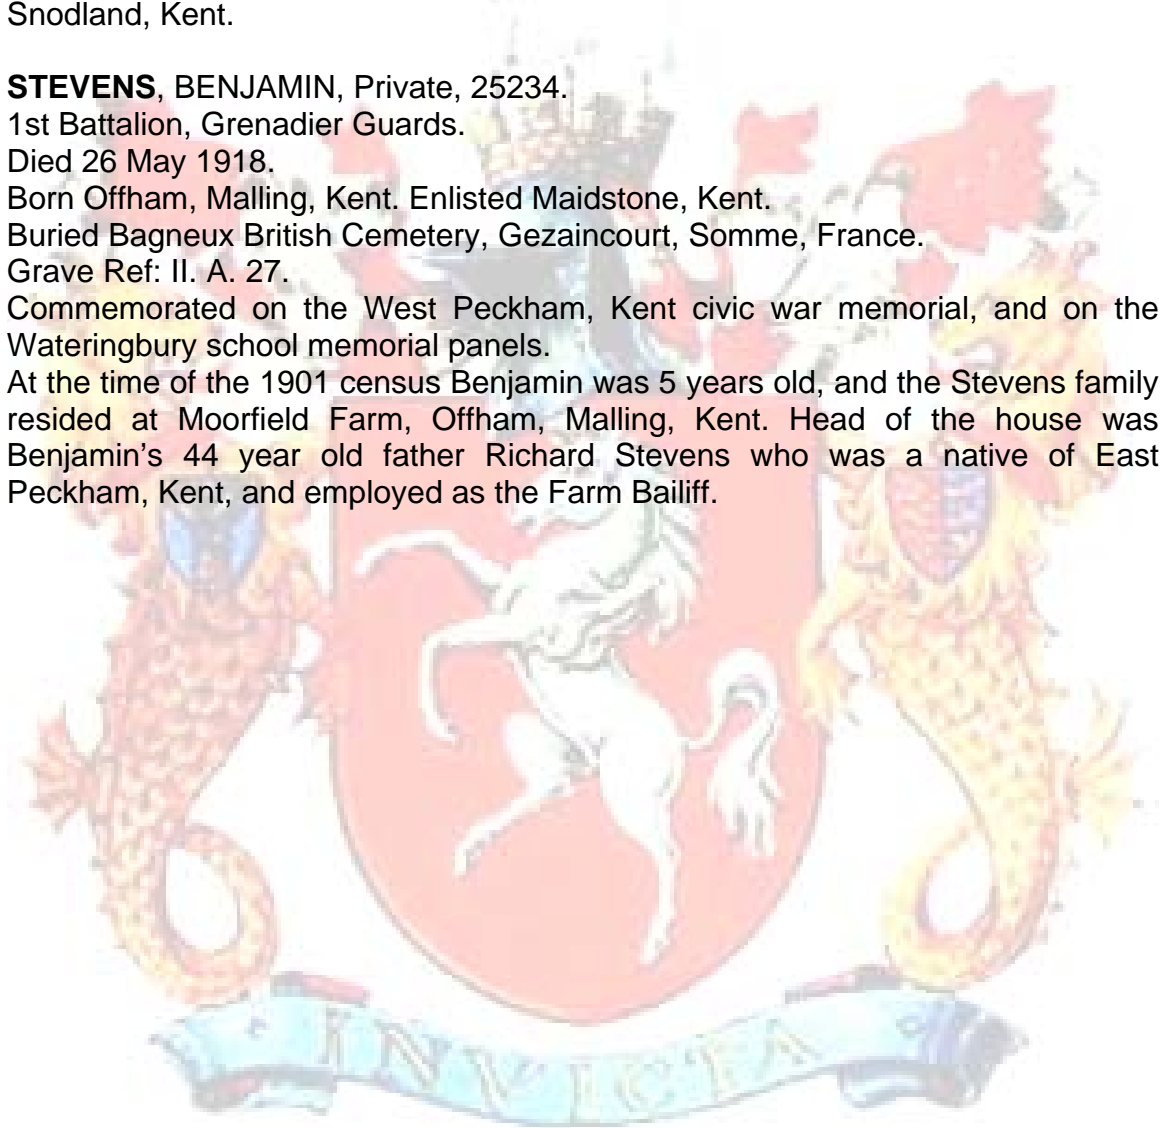 Snodland, Kent.
STEVENS, BENJAMIN, Private, 25234.
1st Battalion, Grenadier Guards.
Died 26 May 1918.
Born Offham, Malling, Kent. Enlisted Maidstone, Kent.
Buried Bagneux British Cemetery, Gezaincourt, Somme, France.
Grave Ref: II. A. 27.
Commemorated on the West Peckham, Kent civic war memorial, and on the
Wateringbury school memorial panels.
At the time of the 1901 census Benjamin was 5 years old, and the Stevens family
resided at Moorfield Farm, Offham, Malling, Kent. Head of the house was
Benjamin’s 44 year old father Richard Stevens who was a native of East
Peckham, Kent, and employed as the Farm Bailiff.
INVICTA